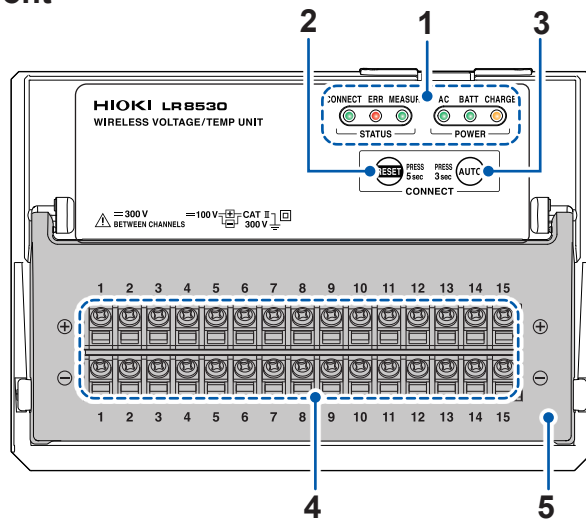 ent
2 1 3
HIOKI LR8530
WIRELESS VOLTAGE/TEMP UNIT
CONNECT ERR MEASUR AC BATT CHARGE
STATUS POWER
RESET PRESS 5 sec PRESS 3 sec AUTO
CONNECT
300 V BETWEEN CHANNELS 100 V CAT II 300 V
1 2 3 4 5 6 7 8 9 10 11 12 13 14 15
+ +
− −
1 2 3 4 5 6 7 8 9 10 11 12 13 14 15
4 5